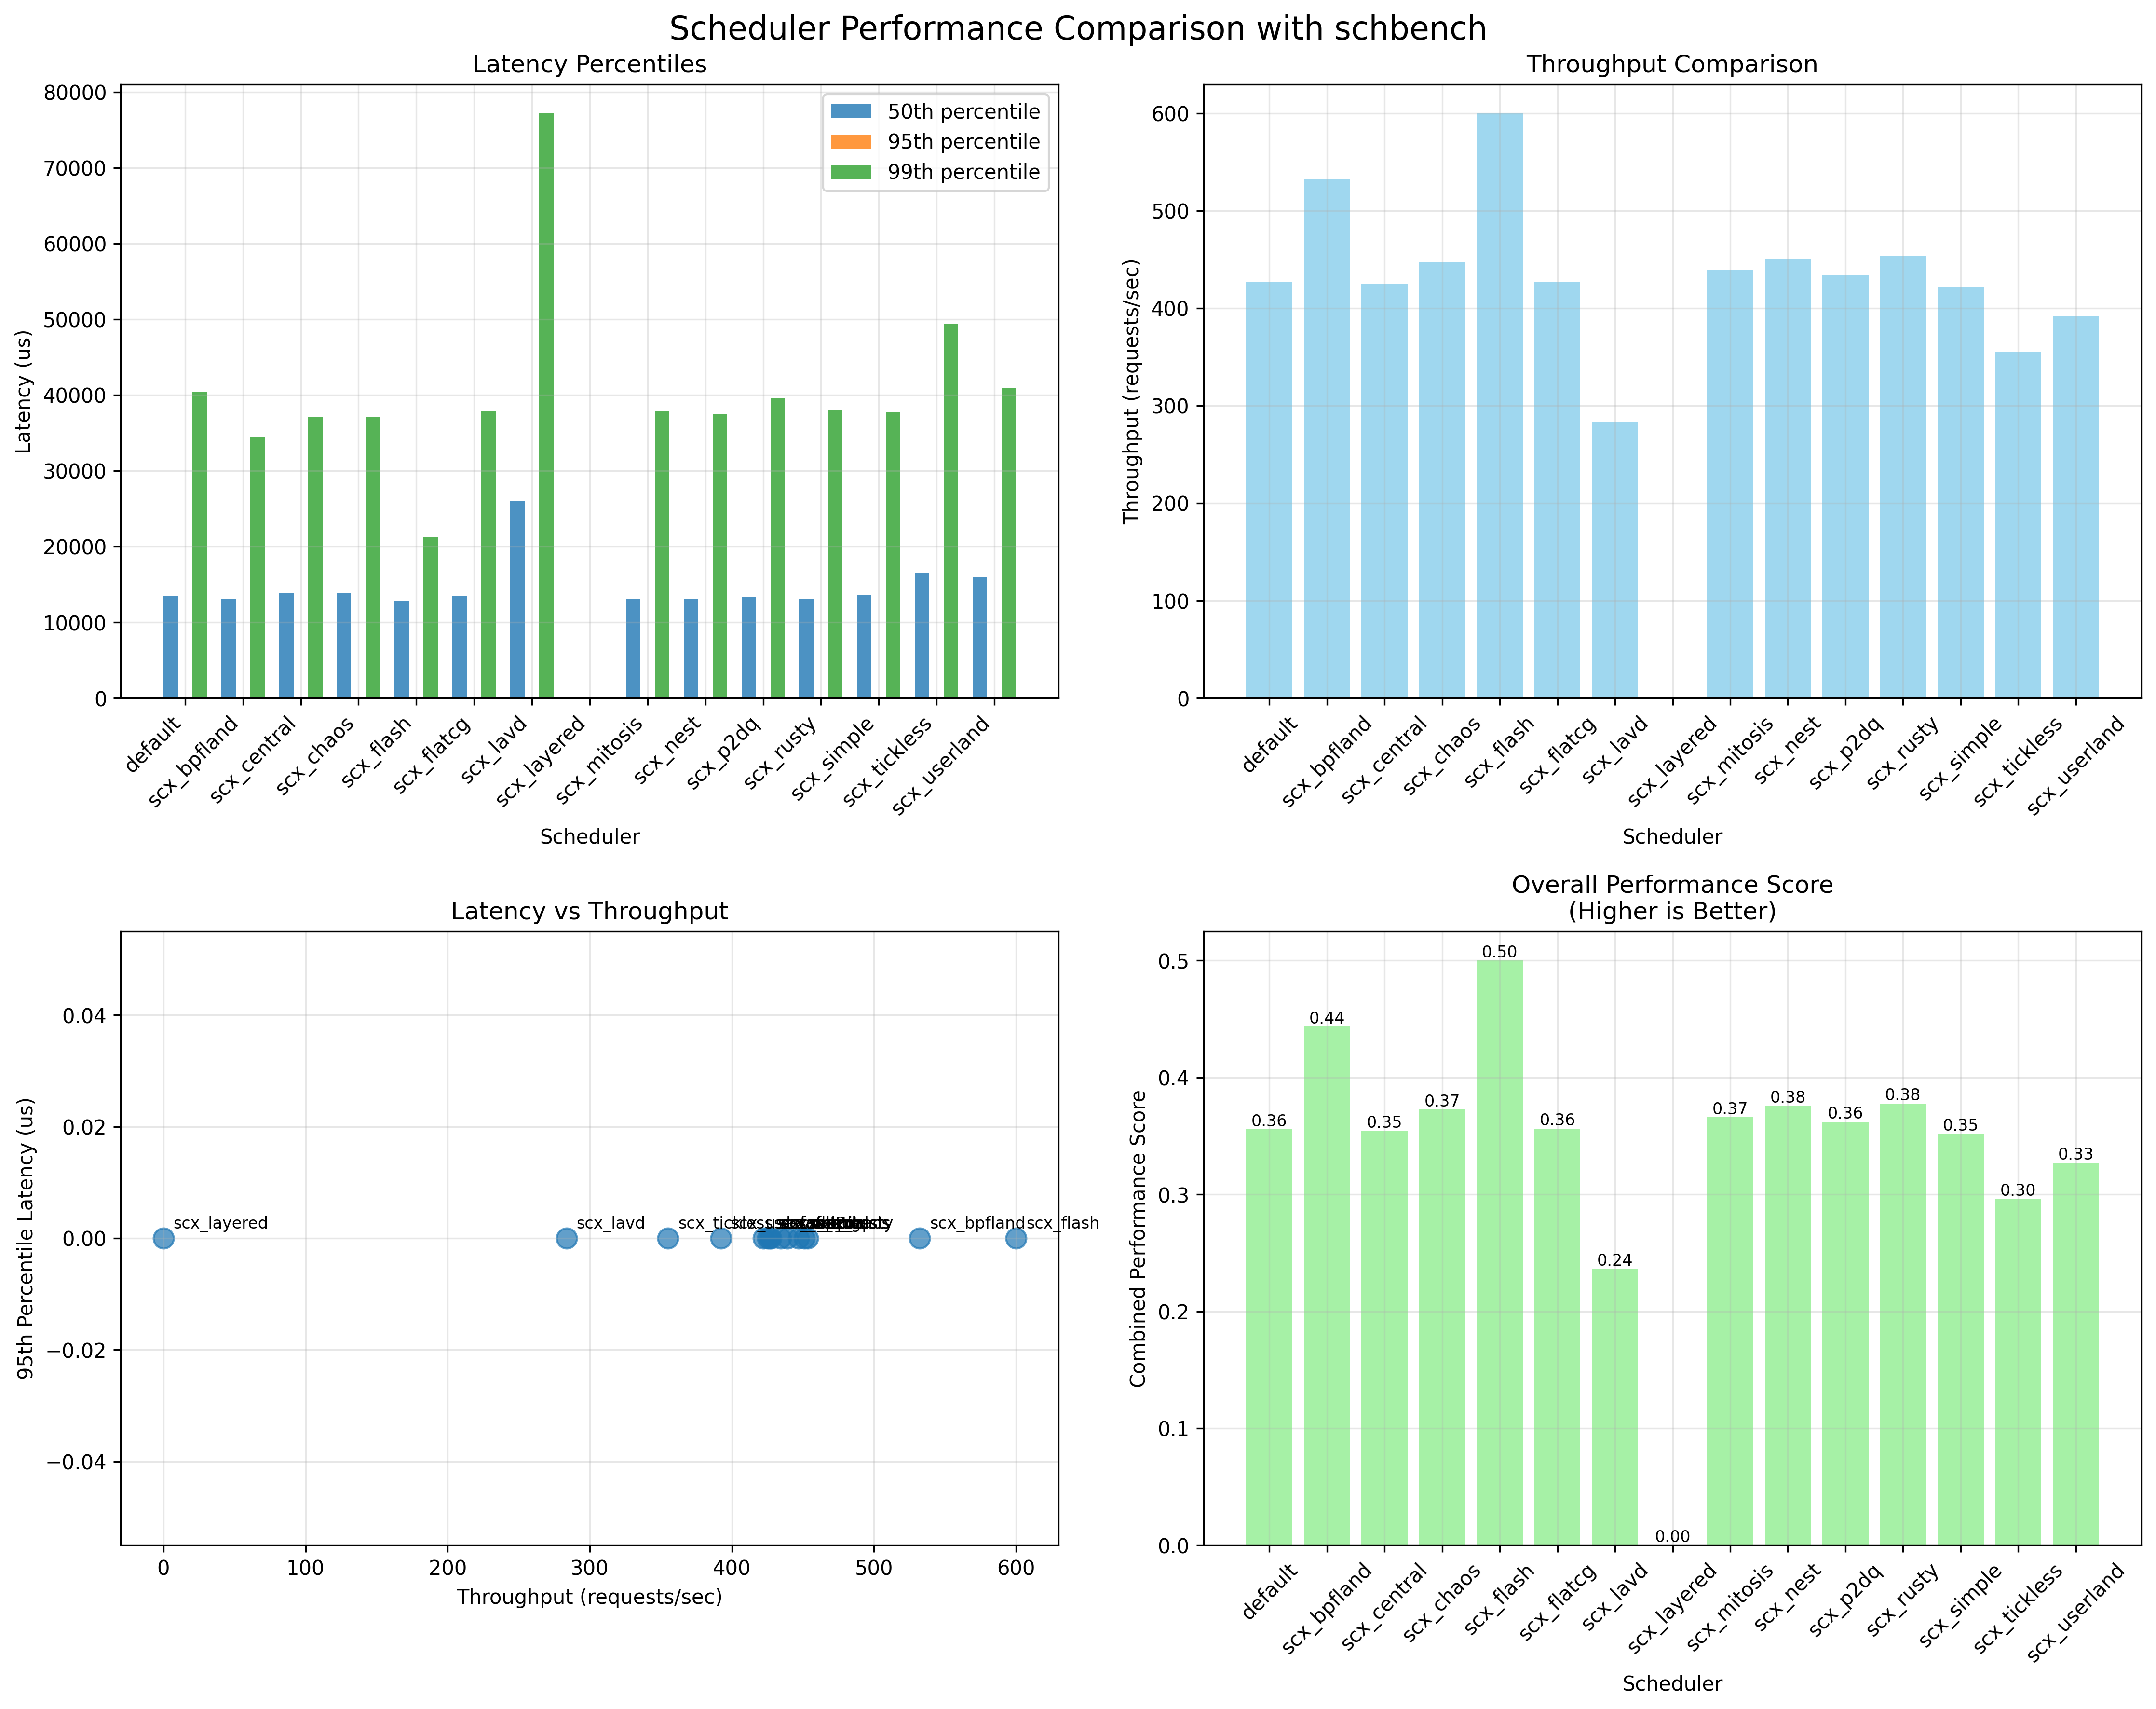 Scheduler Performance Comparison with schbench
Latency Percentiles
80000
70000
60000
50000
40000
30000
20000
10000
0
Latency (us)
50th percentile
95th percentile
99th percentile
default
scx_bpfland
scx_central
scx_chaos
scx_flash
scx_flatcg
scx_lavd
scx_layered
scx_mitosis
scx_nest
scx_p2dq
scx_rusty
scx_simple
scx_tickless
scx_userland
Scheduler
Throughput Comparison
600
500
400
300
200
100
0
Throughput (requests/sec)
default
scx_bpfland
scx_central
scx_chaos
scx_flash
scx_flatcg
scx_lavd
scx_layered
scx_mitosis
scx_nest
scx_p2dq
scx_rusty
scx_simple
scx_tickless
scx_userland
Scheduler
Latency vs Throughput
0.04
0.02
0.00
−0.02
−0.04
95th Percentile Latency (us)
scx_layered
scx_lavd
scx_bpfland
scx_flash
0
100
200
300
400
500
600
Throughput (requests/sec)
Overall Performance Score
(Higher is Better)
0.5
0.4
0.3
0.2
0.1
0.0
Combined Performance Score
0.36
0.44
0.35
0.37
0.50
0.36
0.24
0.00
0.37
0.38
0.36
0.38
0.35
0.30
0.33
default
scx_bpfland
scx_central
scx_chaos
scx_flash
scx_flatcg
scx_lavd
scx_layered
scx_mitosis
scx_nest
scx_p2dq
scx_rusty
scx_simple
scx_tickless
scx_userland
Scheduler